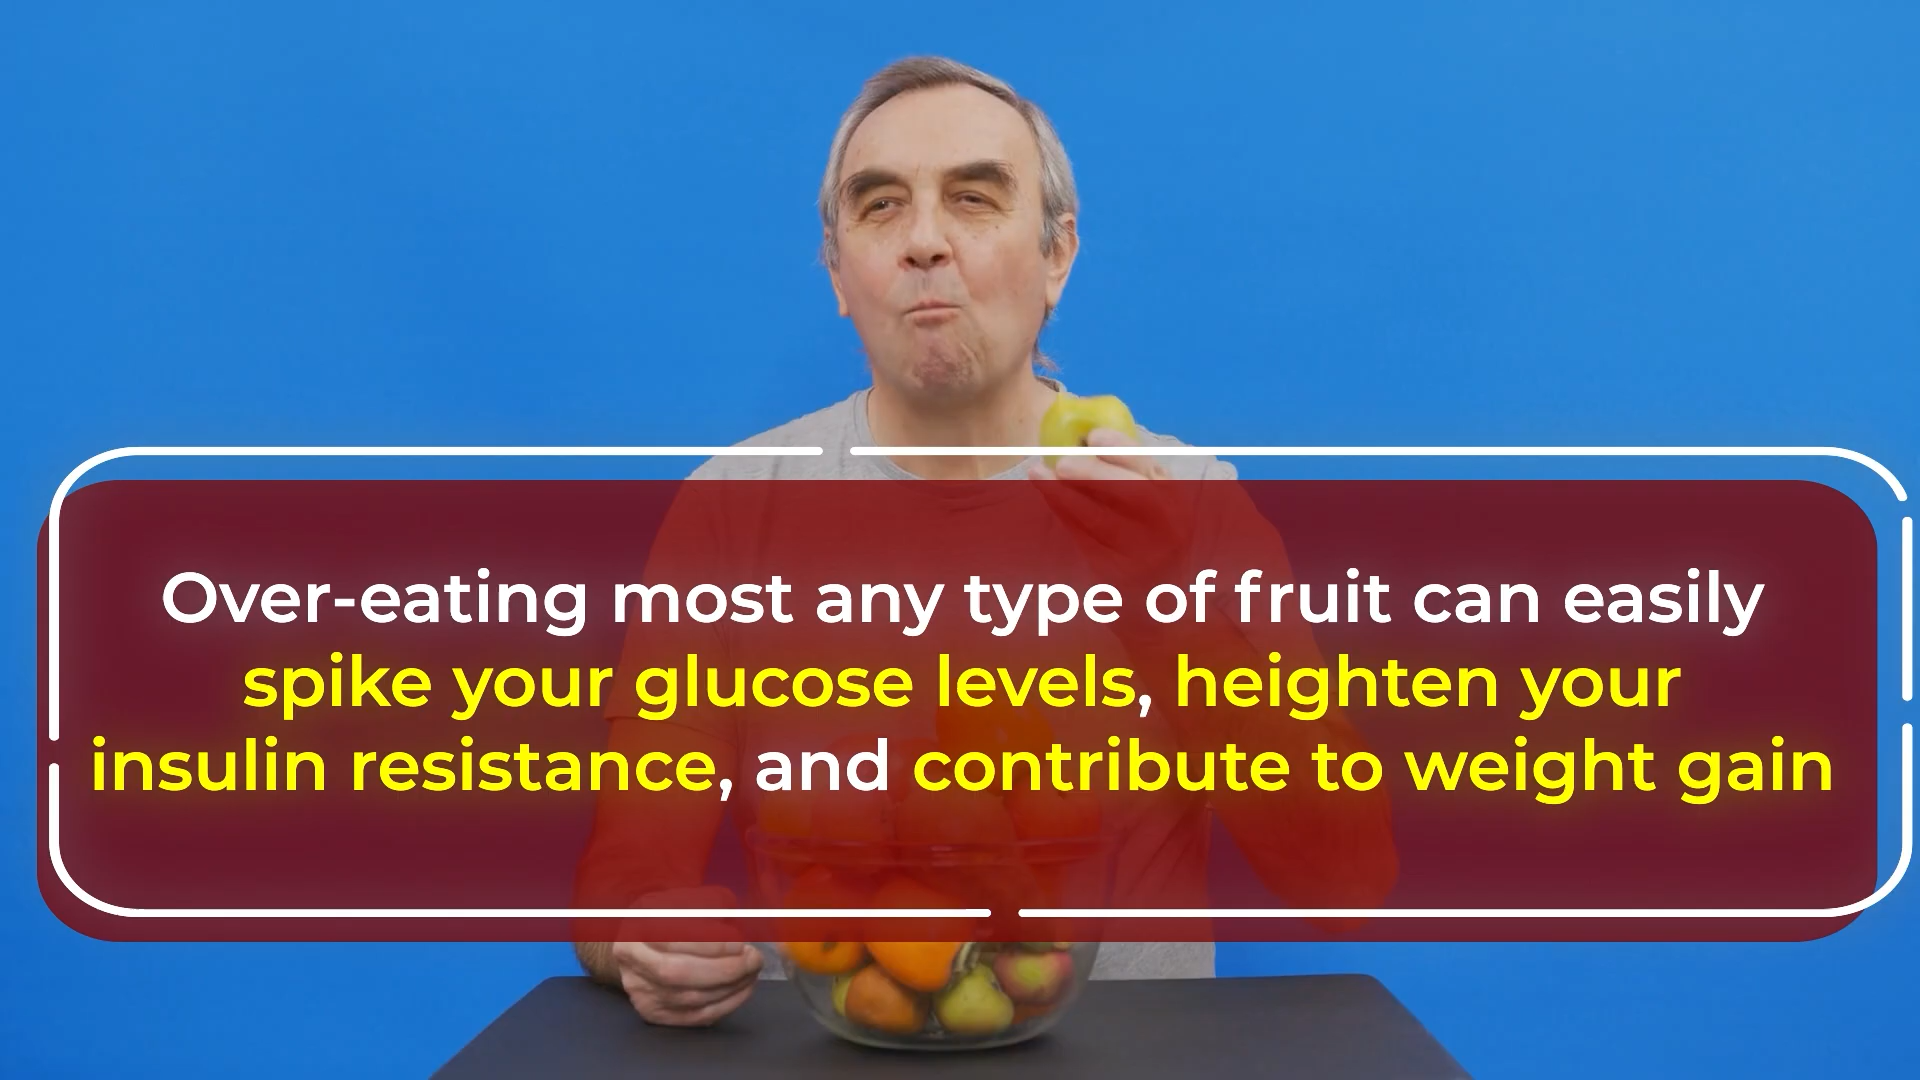 Over-eating most any type of fruit can easily
spike your glucose levels, heighten your
insulin resistance, and contribute to weight gain